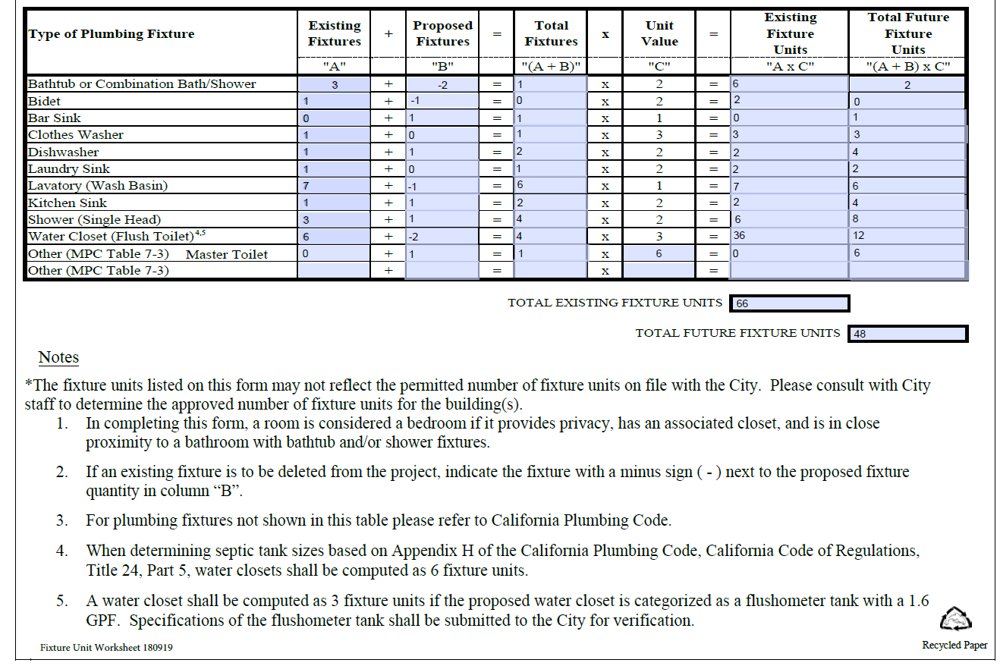 Type of Plumbing Fixture Existing Fixtures + Proposed Fixtures = Total Fixtures x Unit Value = Existing Fixture Units Total Future Fixture Units
"A" "B" "(A + B)" "C" "A x C" "(A + B) x C"
Bathtub or Combination Bath/Shower 3 + -2 = 1 x 2 = 6 2
Bidet 1 + -1 = 0 x 2 = 2 0
Bar Sink 0 + 1 = 1 x 1 = 0 1
Clothes Washer 1 + 0 = 1 x 3 = 3 3
Dishwasher 1 + 1 = 2 x 2 = 2 4
Laundry Sink 1 + 0 = 1 x 2 = 2 2
Lavatory (Wash Basin) 7 + -1 = 6 x 1 = 7 6
Kitchen Sink 1 + 1 = 2 x 2 = 2 4
Shower (Single Head) 3 + 1 = 4 x 2 = 6 8
Water Closet (Flush Toilet)4,5 6 + -2 = 4 x 3 = 36 12
Other (MPC Table 7-3) Master Toilet 0 + 1 = 1 x 6 = 0 6
Other (MPC Table 7-3) + = x =
TOTAL EXISTING FIXTURE UNITS 66
TOTAL FUTURE FIXTURE UNITS 48
Notes
*The fixture units listed on this form may not reflect the permitted number of fixture units on file with the City. Please consult with City
staff to determine the approved number of fixture units for the building(s).
1. In completing this form, a room is considered a bedroom if it provides privacy, has an associated closet, and is in close
proximity to a bathroom with bathtub and/or shower fixtures.
2. If an existing fixture is to be deleted from the project, indicate the fixture with a minus sign ( - ) next to the proposed fixture
quantity in column “B”.
3. For plumbing fixtures not shown in this table please refer to California Plumbing Code.
4. When determining septic tank sizes based on Appendix H of the California Plumbing Code, California Code of Regulations,
Title 24, Part 5, water closets shall be computed as 6 fixture units.
5. A water closet shall be computed as 3 fixture units if the proposed water closet is categorized as a flushometer tank with a 1.6
GPF. Specifications of the flushometer tank shall be submitted to the City for verification.
Fixture Unit Worksheet 180919
Recycled Paper